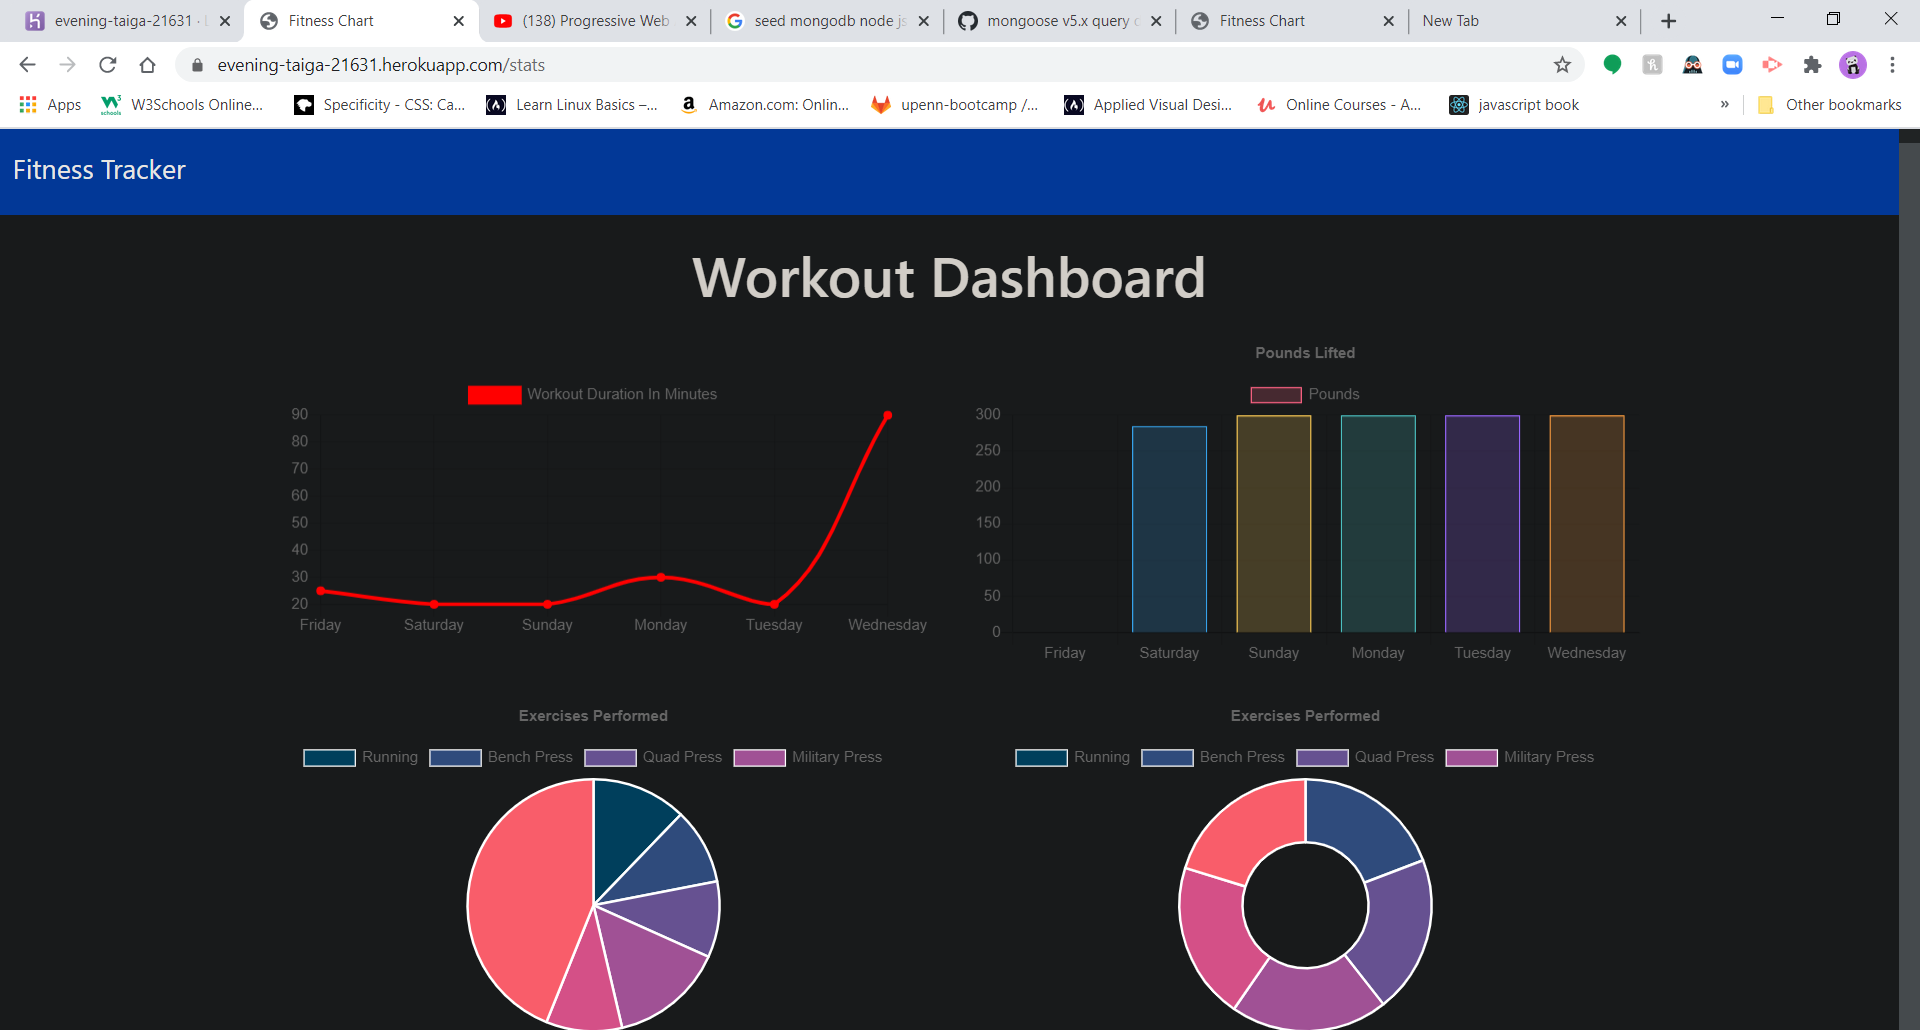 evening-taiga-21631 ·
Fitness Chart
(138) Progressive Web
seed mongodb node js
mongoose v5.x query
Fitness Chart
New Tab
evening-taiga-21631.herokuapp.com/stats
Apps
W3Schools Online...
Specificity - CSS: Ca...
Learn Linux Basics –...
Amazon.com: Onlin...
upenn-bootcamp /...
Applied Visual Desi...
Online Courses - A...
javascript book
»
Other bookmarks
Fitness Tracker
Workout Dashboard
Workout Duration In Minutes
90
80
70
60
50
40
30
20
Friday Saturday Sunday Monday Tuesday Wednesday
Pounds Lifted
Pounds
300
250
200
150
100
50
0
Friday Saturday Sunday Monday Tuesday Wednesday
Exercises Performed
Running Bench Press Quad Press Military Press
Exercises Performed
Running Bench Press Quad Press Military Press